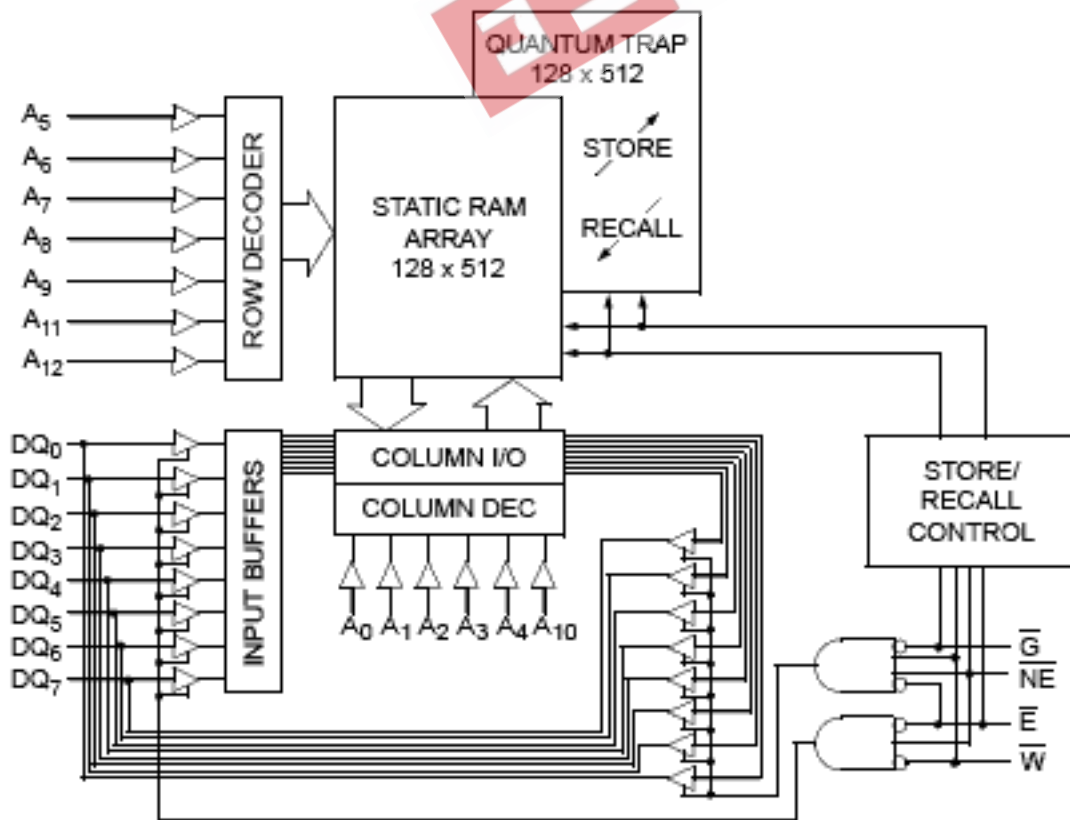 QUANTUM TRAP
128 x 512
STORE
RECALL
STATIC RAM
ARRAY
128 x 512
A5
A6
A7
A8
A9
A11
A12
ROW DECODER
DQ0
DQ1
DQ2
DQ3
DQ4
DQ5
DQ6
DQ7
INPUT BUFFERS
COLUMN I/O
COLUMN DEC
A0 A1 A2 A3 A4 A10
STORE/
RECALL
CONTROL
G̅
N̅E̅
E̅
W̅